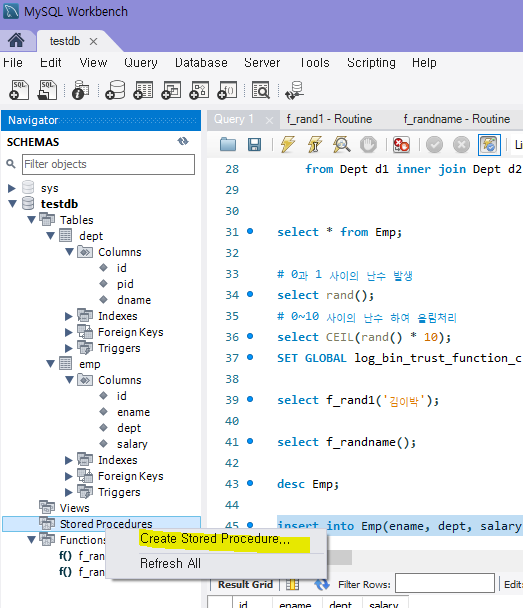 MySQL Workbench
testdb
File Edit View Query Database Server Tools Scripting Help
Navigator
SCHEMAS
Filter objects
sys
testdb
Tables
dept
Columns
id
pid
dname
Indexes
Foreign Keys
Triggers
emp
Columns
id
ename
dept
salary
Indexes
Foreign Keys
Triggers
Views
Stored Procedures
Functions
f() f_ran
f() f_ran
Create Stored Procedure...
Refresh All
Query 1 f_rand1 - Routine f_randname - Routine
28 from Dept d1 inner join Dept d2
29
30
31 select * from Emp;
32
33 # 0과 1 사이의 난수 발생
34 select rand();
35 # 0~10 사이의 난수 하여 올림처리
36 select CEIL(rand() * 10);
37 SET GLOBAL log_bin_trust_function_c
38
39 select f_rand1('김이박');
40
41 select f_randname();
42
43 desc Emp;
44
45 insert into Emp(ename, dept, salary
Result Grid Filter Rows:
id ename dept salary